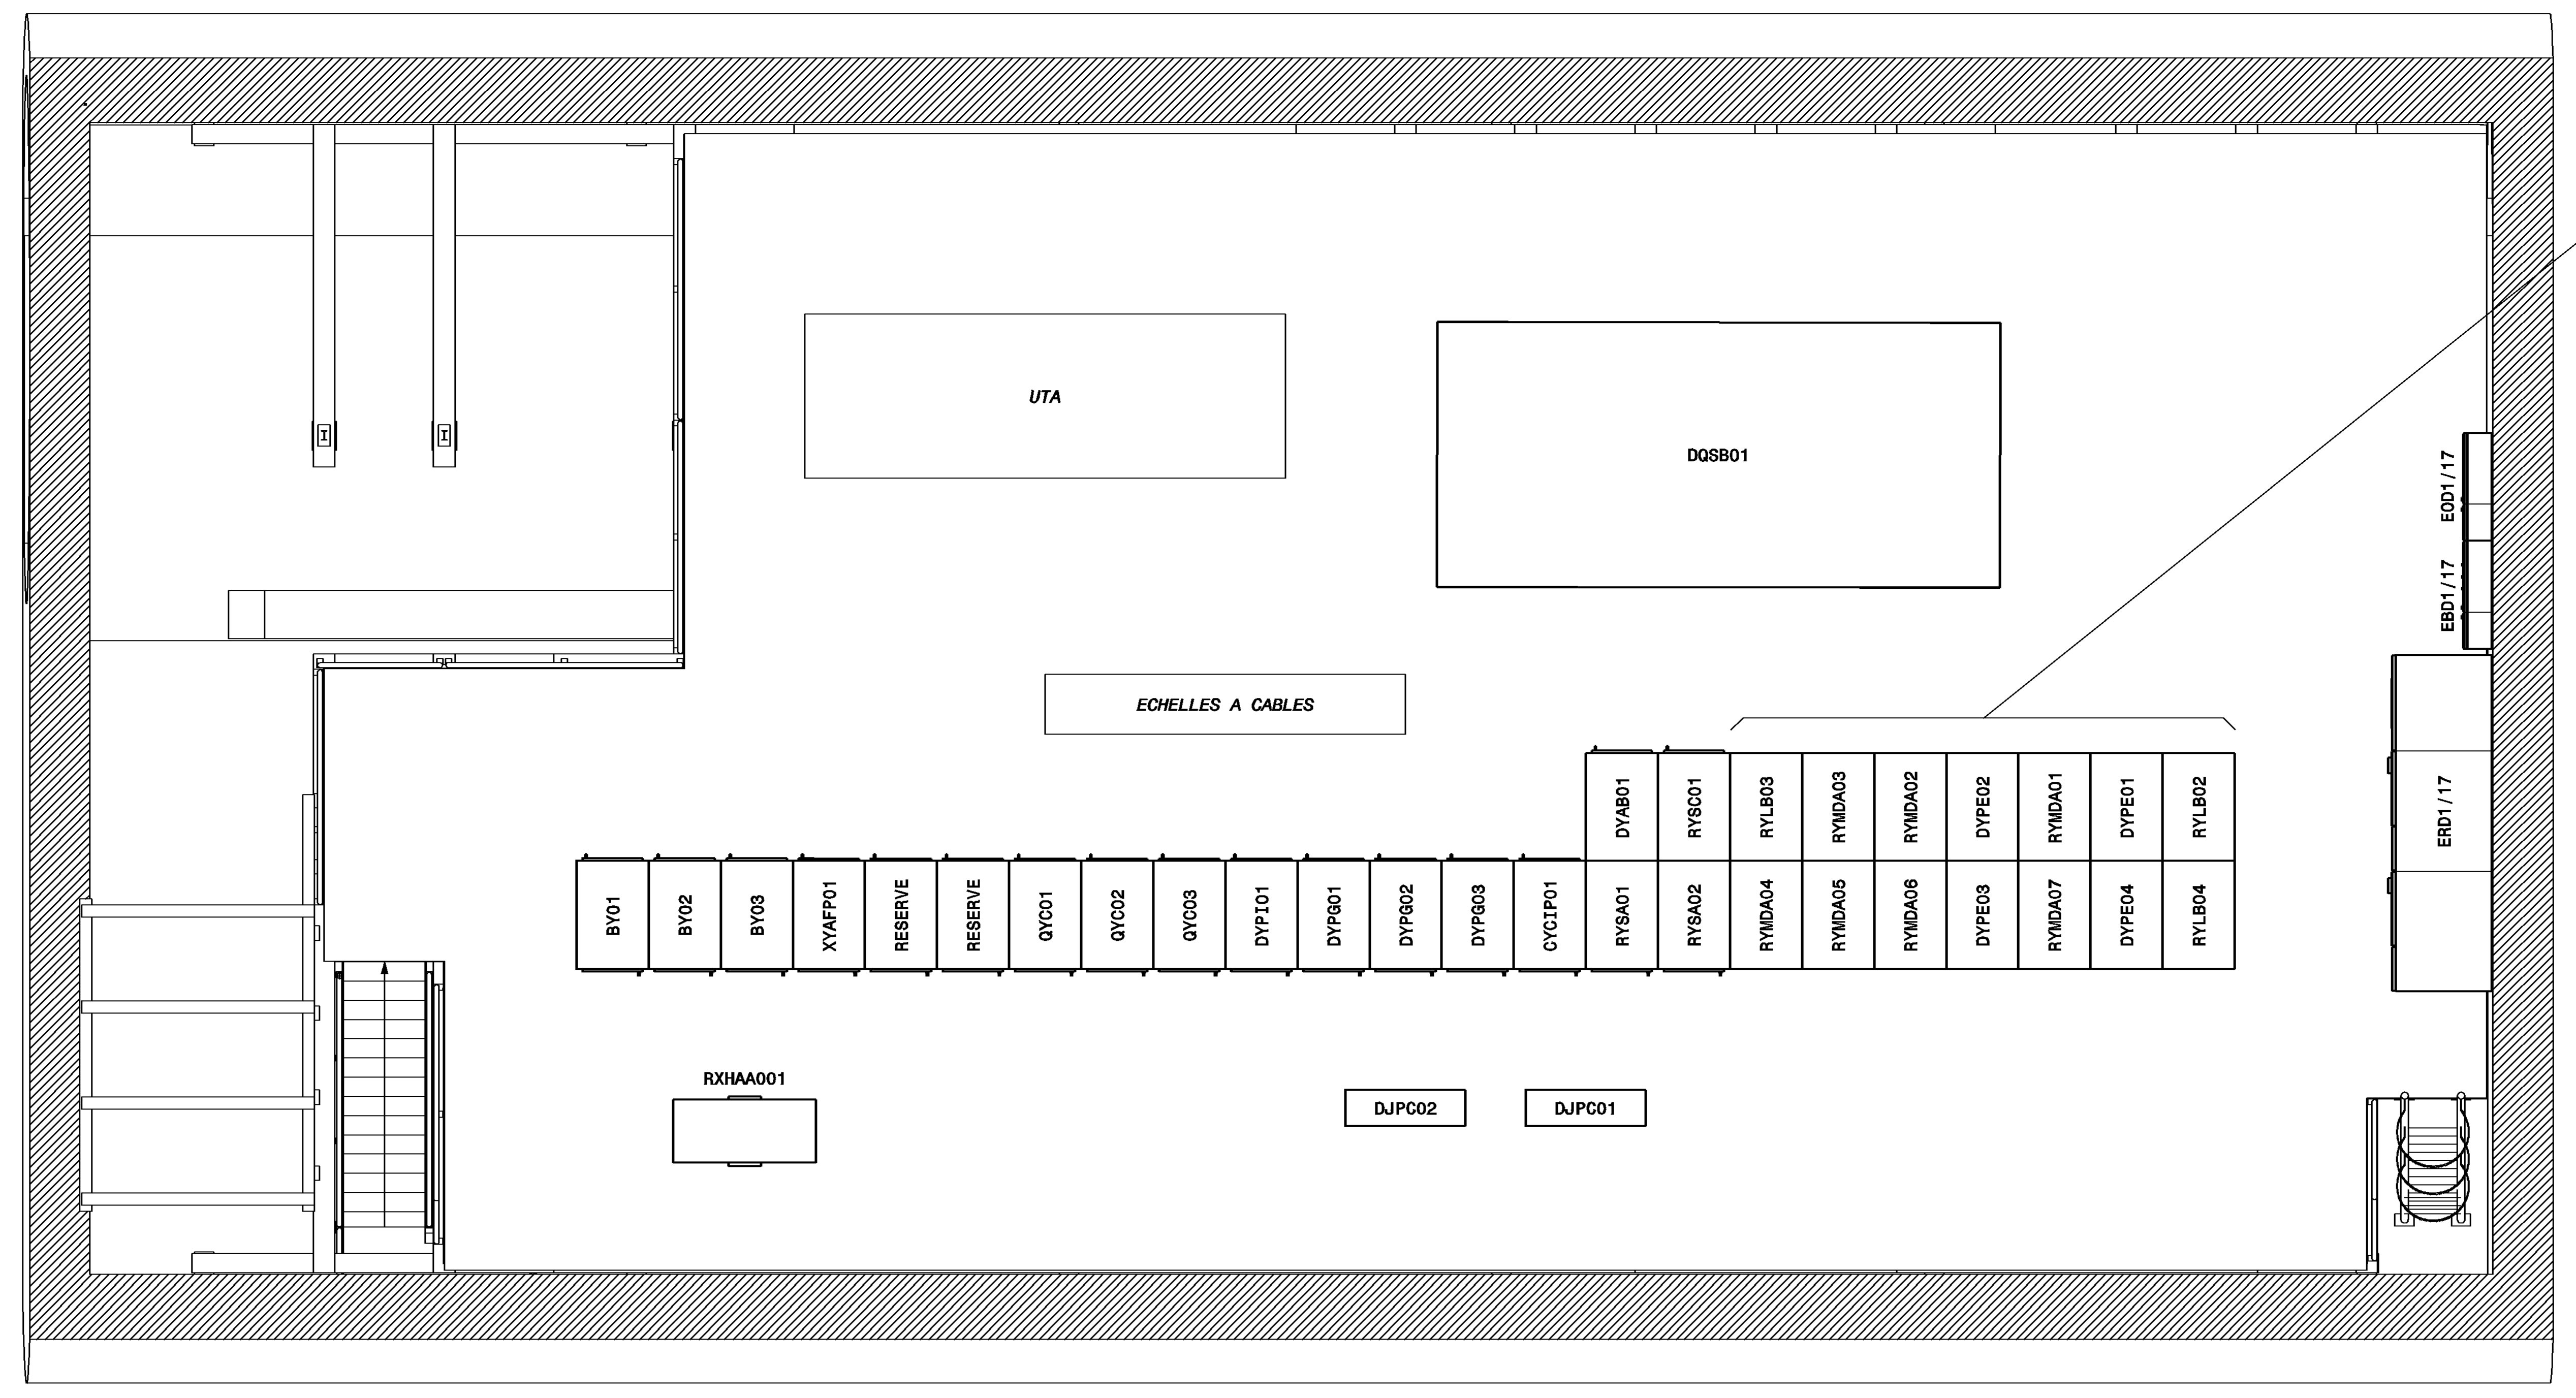 UTA
DQSB01
EOD1/17
EBD1/17
ECHELLES A CABLES
DYAB01
RYSC01
RYLB03
RYMDA03
RYMDA02
DYPE02
RYMDA01
DYPE01
RYLB02
ERD1/17
BY01
BY02
BY03
XYAFP01
RESERVE
RESERVE
QYC01
QYC02
QYC03
DYPI01
DYPG01
DYPG02
DYPG03
CYCIP01
RYSA01
RYSA02
RYMDA04
RYMDA05
RYMDA06
DYPE03
RYMDA07
DYPE04
RYLB04
RXHAA001
DJPC02
DJPC01